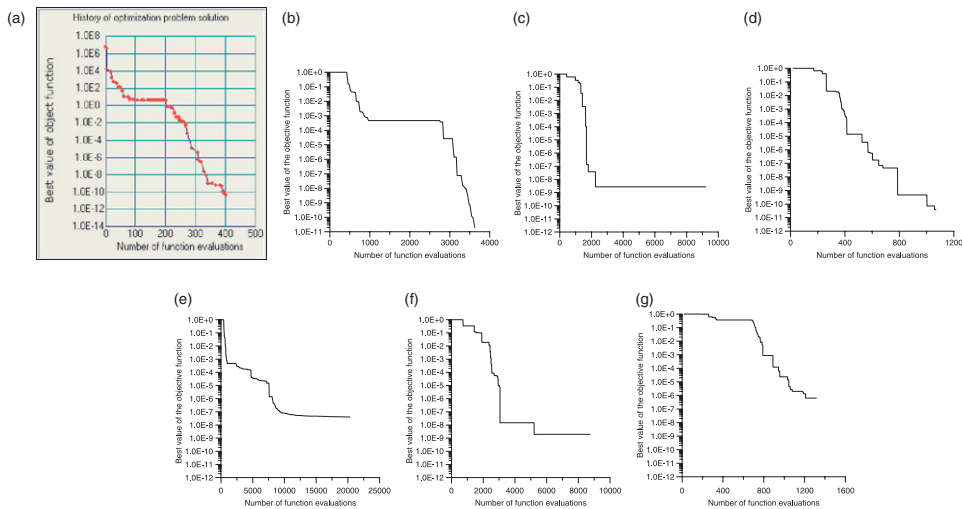 (a)
History of optimization problem solution
Best value of object function
1.0E8
1.0E6
1.0E4
1.0E2
1.0E0
1.0E-2
1.0E-4
1.0E-6
1.0E-8
1.0E-10
1.0E-12
1.0E-14
0 100 200 300 400 500
Number of function evaluations
(b)
Best value of the objective function
1.0E+0
1.0E-1
1.0E-2
1.0E-3
1.0E-4
1.0E-5
1.0E-6
1.0E-7
1.0E-8
1.0E-9
1.0E-10
1.0E-11
0 1000 2000 3000 4000
Number of function evaluations
(c)
Best value of the objective function
1.0E+0
1.0E-1
1.0E-2
1.0E-3
1.0E-4
1.0E-5
1.0E-6
1.0E-7
1.0E-8
1.0E-9
1.0E-10
1.0E-11
1.0E-12
0 2000 4000 6000 8000 10000
Number of function evaluations
(d)
Best value of the objective function
1.0E+0
1.0E-1
1.0E-2
1.0E-3
1.0E-4
1.0E-5
1.0E-6
1.0E-7
1.0E-8
1.0E-9
1.0E-10
1.0E-11
1.0E-12
0 400 800 1200
Number of function evaluations
(e)
Best value of the objective function
1.0E+0
1.0E-1
1.0E-2
1.0E-3
1.0E-4
1.0E-5
1.0E-6
1.0E-7
1.0E-8
1.0E-9
1.0E-10
1.0E-11
1.0E-12
0 5000 10000 15000 20000 25000
Number of function evaluations
(f)
Best value of the objective function
1.0E+0
1.0E-1
1.0E-2
1.0E-3
1.0E-4
1.0E-5
1.0E-6
1.0E-7
1.0E-8
1.0E-9
1.0E-10
1.0E-11
1.0E-12
0 2000 4000 6000 8000 10000
Number of function evaluations
(g)
Best value of the objective function
1.0E+0
1.0E-1
1.0E-2
1.0E-3
1.0E-4
1.0E-5
1.0E-6
1.0E-7
1.0E-8
1.0E-9
1.0E-10
1.0E-11
1.0E-12
0 400 800 1200 1600
Number of function evaluations